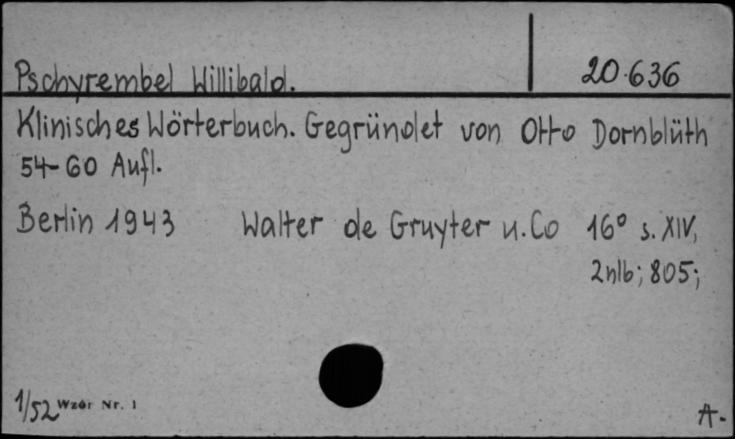 Pschyrembel Willibald.
20.636
Klinisches Wörterbuch. Gegründet von Otto Dornblüth
54-60 Aufl.
Berlin 1943 Walter de Gruyter u. Co 16° s. XIV,
2nlb; 805;
1/52 Wzór Nr. 1
A.